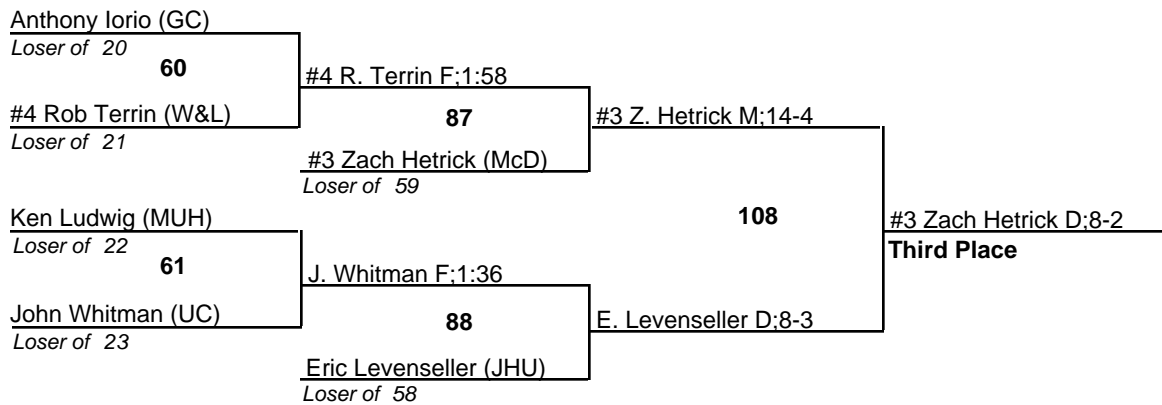 Anthony Iorio (GC)
Loser of 20
60
#4 R. Terrin F;1:58
#4 Rob Terrin (W&L)
Loser of 21
87
#3 Z. Hetrick M;14-4
#3 Zach Hetrick (McD)
Loser of 59
Ken Ludwig (MUH)
Loser of 22
108
#3 Zach Hetrick D;8-2
Third Place
61
J. Whitman F;1:36
John Whitman (UC)
Loser of 23
88
E. Levenseller D;8-3
Eric Levenseller (JHU)
Loser of 58